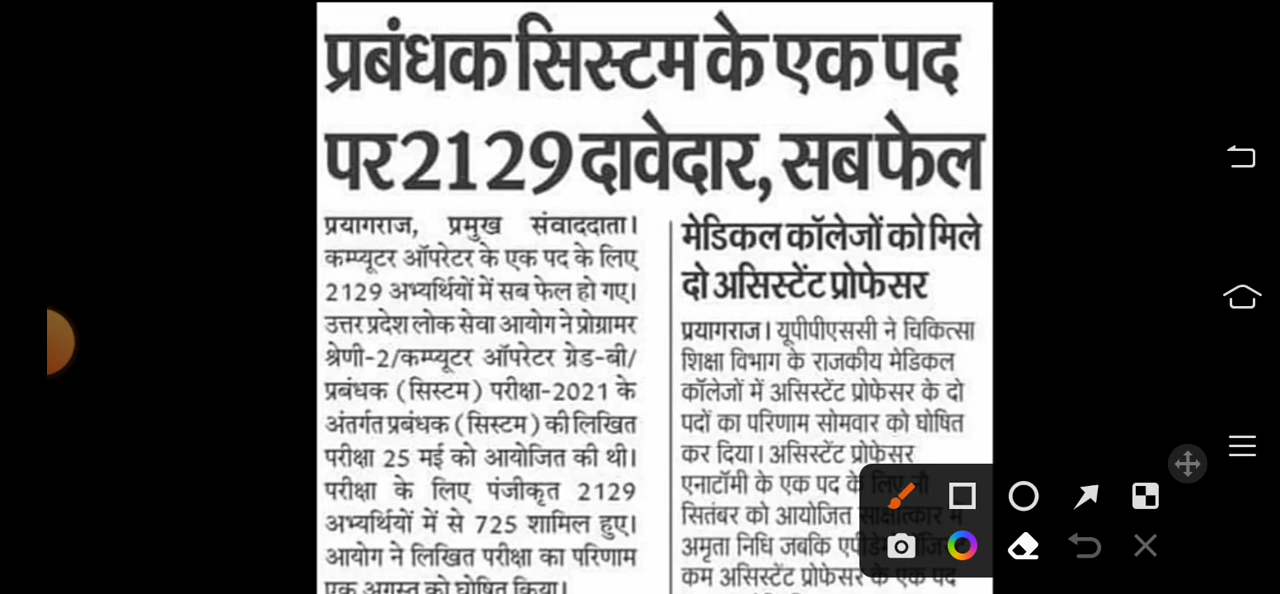 प्रबंधक सिस्टम के एक पद
पर 2129 दावेदार, सब फेल
प्रयागराज, प्रमुख संवाददाता।
कम्प्यूटर ऑपरेटर के एक पद के लिए
2129 अभ्यर्थियों में सब फेल हो गए।
उत्तर प्रदेश लोक सेवा आयोग ने प्रोग्रामर
श्रेणी-2/कम्प्यूटर ऑपरेटर ग्रेड-बी/
प्रबंधक (सिस्टम) परीक्षा-2021 के
अंतर्गत प्रबंधक (सिस्टम) की लिखित
परीक्षा 25 मई को आयोजित की थी।
परीक्षा के लिए पंजीकृत 2129
अभ्यर्थियों में से 725 शामिल हुए।
आयोग ने लिखित परीक्षा का परिणाम
एक अगस्त को घोषित किया।
मेडिकल कॉलेजों को मिले
दो असिस्टेंट प्रोफेसर
प्रयागराज। यूपीपीएससी ने चिकित्सा
शिक्षा विभाग के राजकीय मेडिकल
कॉलेजों में असिस्टेंट प्रोफेसर के दो
पदों का परिणाम सोमवार को घोषित
कर दिया। असिस्टेंट प्रोफेसर
एनाटॉमी के एक पद के लिए नौ
सितंबर को आयोजित साक्षात्कार में
अमृता निधि जबकि
कम असिस्टेंट प्रोफेसर के एक पद